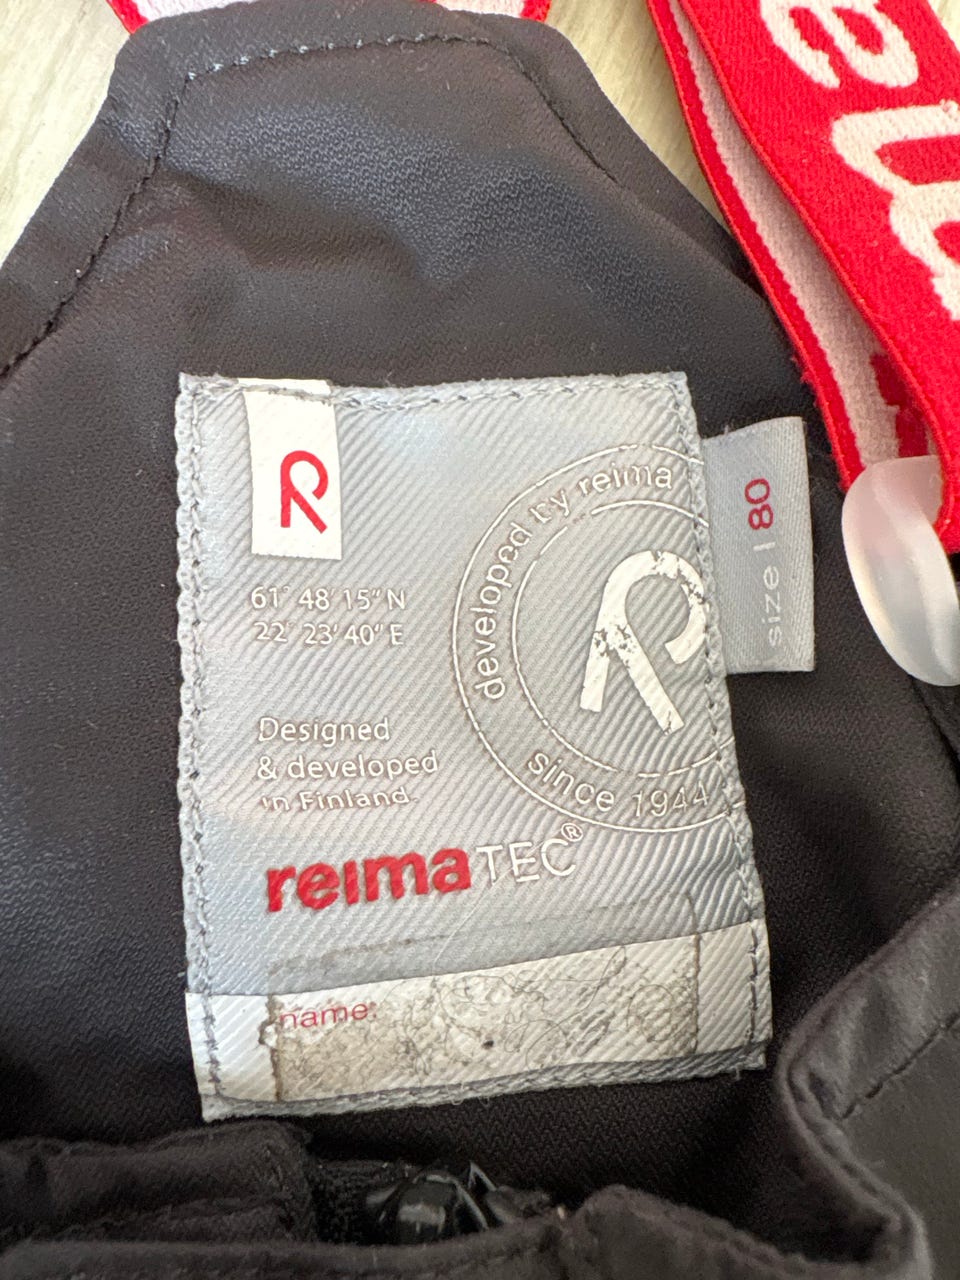 R
61° 48' 15" N
22° 23' 40" E
Designed
& developed
in Finland.
developed by reima
R
since 1944
reimaTEC®
name:
size | 80